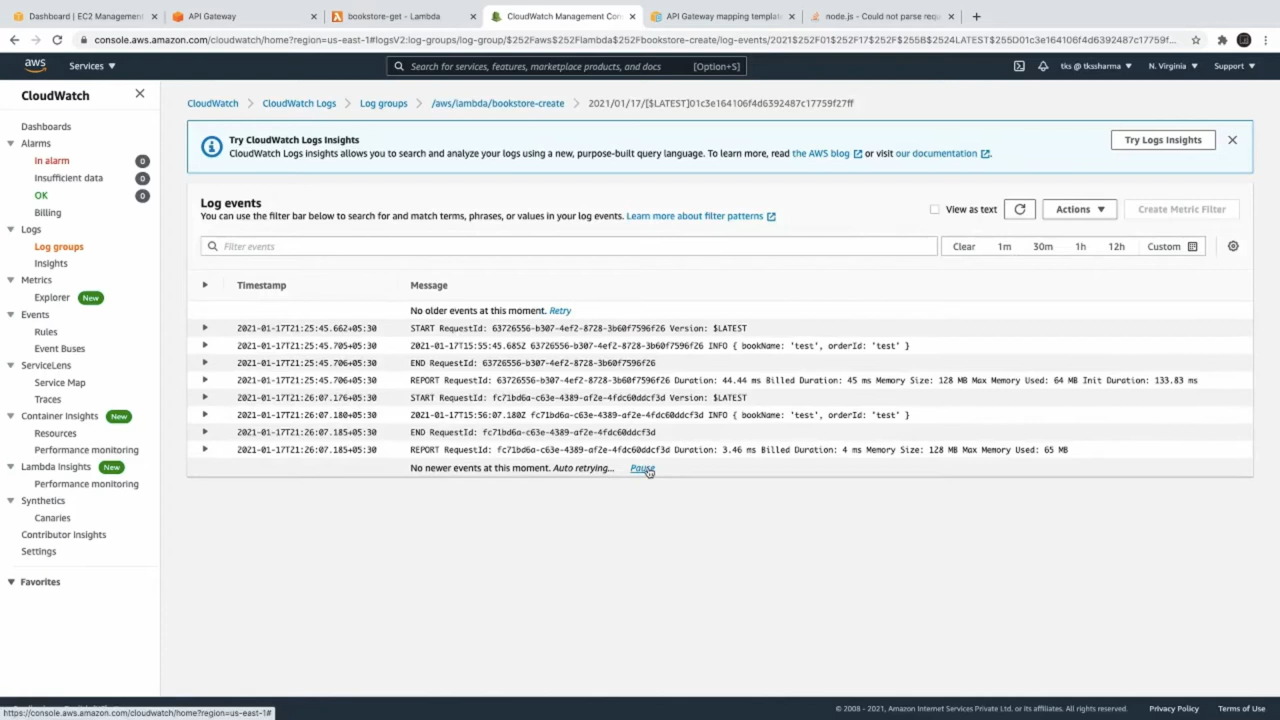 Dashboard | EC2 Management
API Gateway
bookstore-get - Lambda
CloudWatch Management Con
API Gateway mapping templat
node.js - Could not parse requ
console.aws.amazon.com/cloudwatch/home?region=us-east-1#logsV2:log-groups/log-group/$252Faws$252Flambda$252Fbookstore-create/log-events/2021$252F01$252F17$252F$255B$2524LATEST$255D01c3e164106f4d6392487c17759f...
aws
Services
Search for services, features, marketplace products, and docs
[Option+S]
tks @ tkssharma
N. Virginia
Support
CloudWatch
Dashboards
Alarms
In alarm 0
Insufficient data 0
OK 0
Billing
Logs
Log groups
Insights
Metrics
Explorer New
Events
Rules
Event Buses
ServiceLens
Service Map
Traces
Container Insights New
Resources
Performance monitoring
Lambda Insights New
Performance monitoring
Synthetics
Canaries
Contributor Insights
Settings
Favorites
CloudWatch > CloudWatch Logs > Log groups > /aws/lambda/bookstore-create > 2021/01/17/[$LATEST]01c3e164106f4d6392487c17759f27ff
Try CloudWatch Logs Insights
CloudWatch Logs Insights allows you to search and analyze your logs using a new, purpose-built query language. To learn more, read the AWS blog or visit our documentation.
Try Logs Insights
Log events
You can use the filter bar below to search for and match terms, phrases, or values in your log events. Learn more about filter patterns
View as text
Actions
Create Metric Filter
Filter events
Clear 1m 30m 1h 12h Custom
Timestamp Message
No older events at this moment. Retry
2021-01-17T21:25:45.662+05:30 START RequestId: 63726556-b307-4ef2-8728-3b60f7596f26 Version: $LATEST
2021-01-17T21:25:45.705+05:30 2021-01-17T15:55:45.685Z 63726556-b307-4ef2-8728-3b60f7596f26 INFO { bookName: 'test', orderId: 'test' }
2021-01-17T21:25:45.706+05:30 END RequestId: 63726556-b307-4ef2-8728-3b60f7596f26
2021-01-17T21:25:45.706+05:30 REPORT RequestId: 63726556-b307-4ef2-8728-3b60f7596f26 Duration: 44.44 ms Billed Duration: 45 ms Memory Size: 128 MB Max Memory Used: 64 MB Init Duration: 133.83 ms
2021-01-17T21:26:07.176+05:30 START RequestId: fc71bd6a-c63e-4389-af2e-4fdc60ddcf3d Version: $LATEST
2021-01-17T21:26:07.180+05:30 2021-01-17T15:56:07.180Z fc71bd6a-c63e-4389-af2e-4fdc60ddcf3d INFO { bookName: 'test', orderId: 'test' }
2021-01-17T21:26:07.185+05:30 END RequestId: fc71bd6a-c63e-4389-af2e-4fdc60ddcf3d
2021-01-17T21:26:07.185+05:30 REPORT RequestId: fc71bd6a-c63e-4389-af2e-4fdc60ddcf3d Duration: 3.46 ms Billed Duration: 4 ms Memory Size: 128 MB Max Memory Used: 65 MB
No newer events at this moment. Auto retrying... Pause
https://console.aws.amazon.com/cloudwatch/home?region=us-east-1#
© 2008 - 2021, Amazon Internet Services Private Ltd. or its affiliates. All rights reserved.
Privacy Policy
Terms of Use